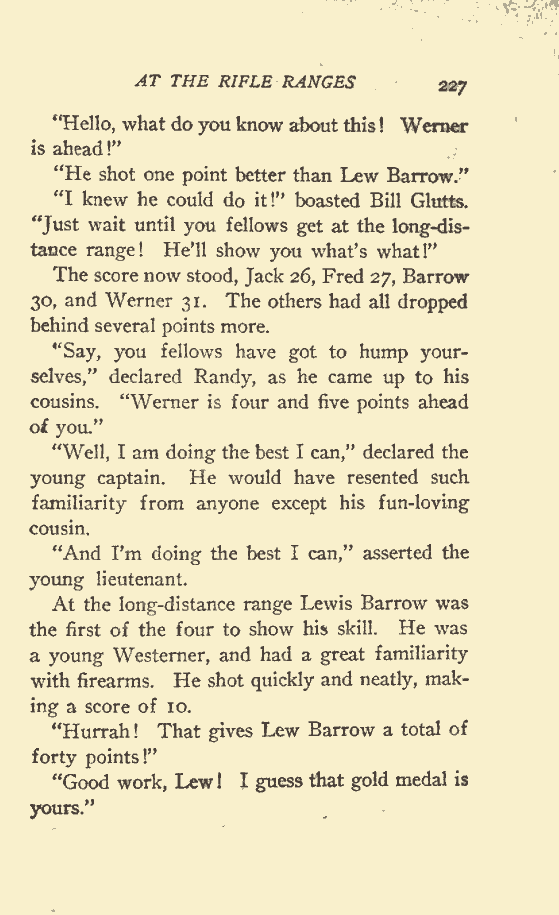 AT THE RIFLE RANGES 227
"Hello, what do you know about this! Werner
is ahead!"
"He shot one point better than Lew Barrow."
"I knew he could do it!" boasted Bill Glutts.
"Just wait until you fellows get at the long-dis-
tance range! He'll show you what's what!"
The score now stood, Jack 26, Fred 27, Barrow
30, and Werner 31. The others had all dropped
behind several points more.
"Say, you fellows have got to hump your-
selves," declared Randy, as he came up to his
cousins. "Werner is four and five points ahead
of you."
"Well, I am doing the best I can," declared the
young captain. He would have resented such
familiarity from anyone except his fun-loving
cousin.
"And I'm doing the best I can," asserted the
young lieutenant.
At the long-distance range Lewis Barrow was
the first of the four to show his skill. He was
a young Westerner, and had a great familiarity
with firearms. He shot quickly and neatly, mak-
ing a score of 10.
"Hurrah! That gives Lew Barrow a total of
forty points!"
"Good work, Lew! I guess that gold medal is
yours."